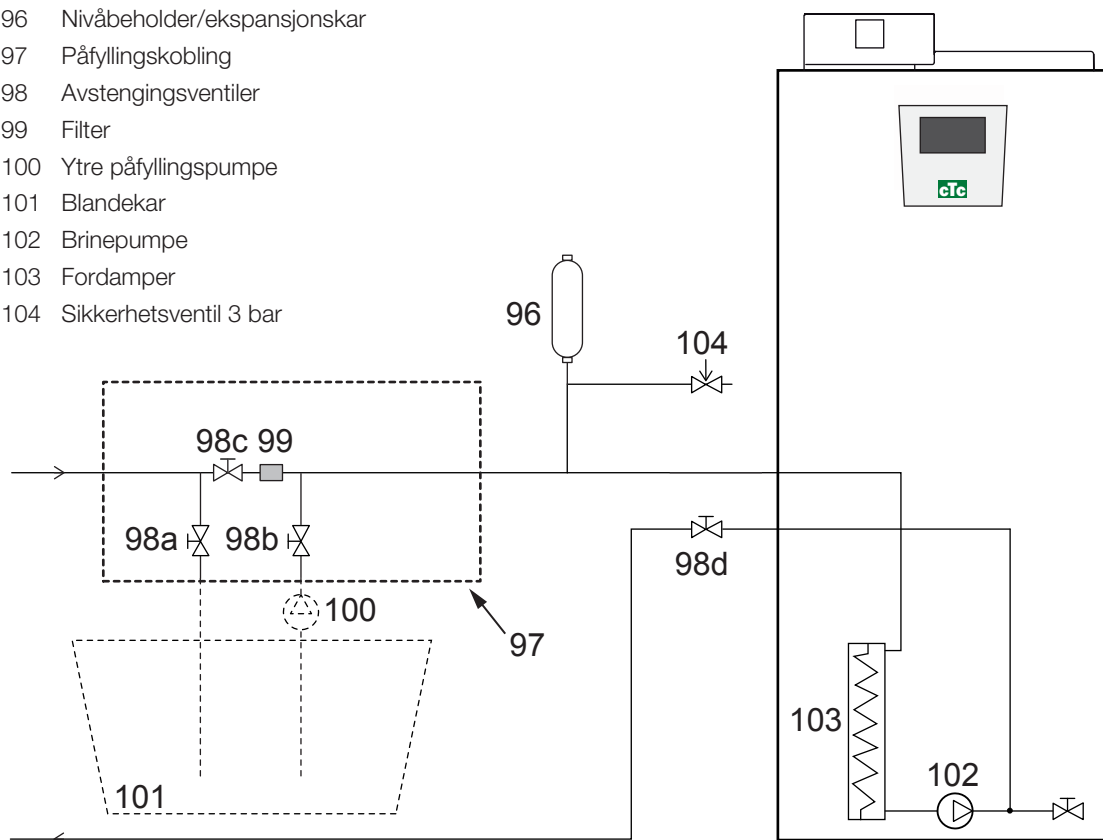 96 Nivåbeholder/ekspansjonskar
97 Påfyllingskobling
98 Avstengingsventiler
99 Filter
100 Ytre påfyllingspumpe
101 Blandekar
102 Brinepumpe
103 Fordamper
104 Sikkerhetsventil 3 bar
cTc
96
104
98c 99
98a
98b
98d
100
97
103
102
101